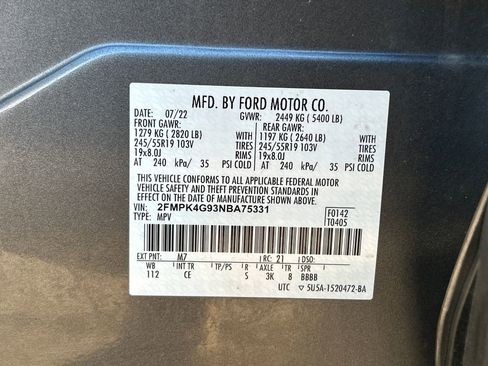 MFD. BY FORD MOTOR CO.
DATE: 07/22 GVWR: 2449 KG ( 5400 LB)
FRONT GAWR: REAR GAWR:
1279 KG ( 2820 LB) 1197 KG ( 2640 LB)
245/55R19 103V TIRES 245/55R19 103V TIRES
19x8.0J RIMS 19x8.0J RIMS
AT 240 kPa/ 35 PSI COLD AT 240 kPa/ 35 PSI COLD
THIS VEHICLE CONFORMS TO ALL APPLICABLE FEDERAL MOTOR
VEHICLE SAFETY AND THEFT PREVENTION STANDARDS IN
EFFECT ON THE DATE OF MANUFACTURE SHOWN ABOVE.
VIN: 2FMPK4G93NBA75331 F0142
TYPE: MPV T0405
EXT PNT: M7 RC: 21 DSO:
WB INT TR TP/PS R AXLE TR SPR
112 CE S 3K 8 BBBB
UTC ▽ 5U5A-1520472-BA